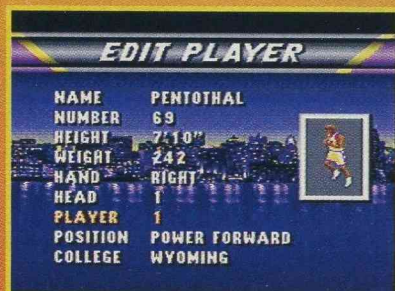 EDIT PLAYER
NAME PENTOTHAL
NUMBER 69
HEIGHT 7'10"
WEIGHT 242
HAND RIGHT
HEAD 1
PLAYER 1
POSITION POWER FORWARD
COLLEGE WYOMING